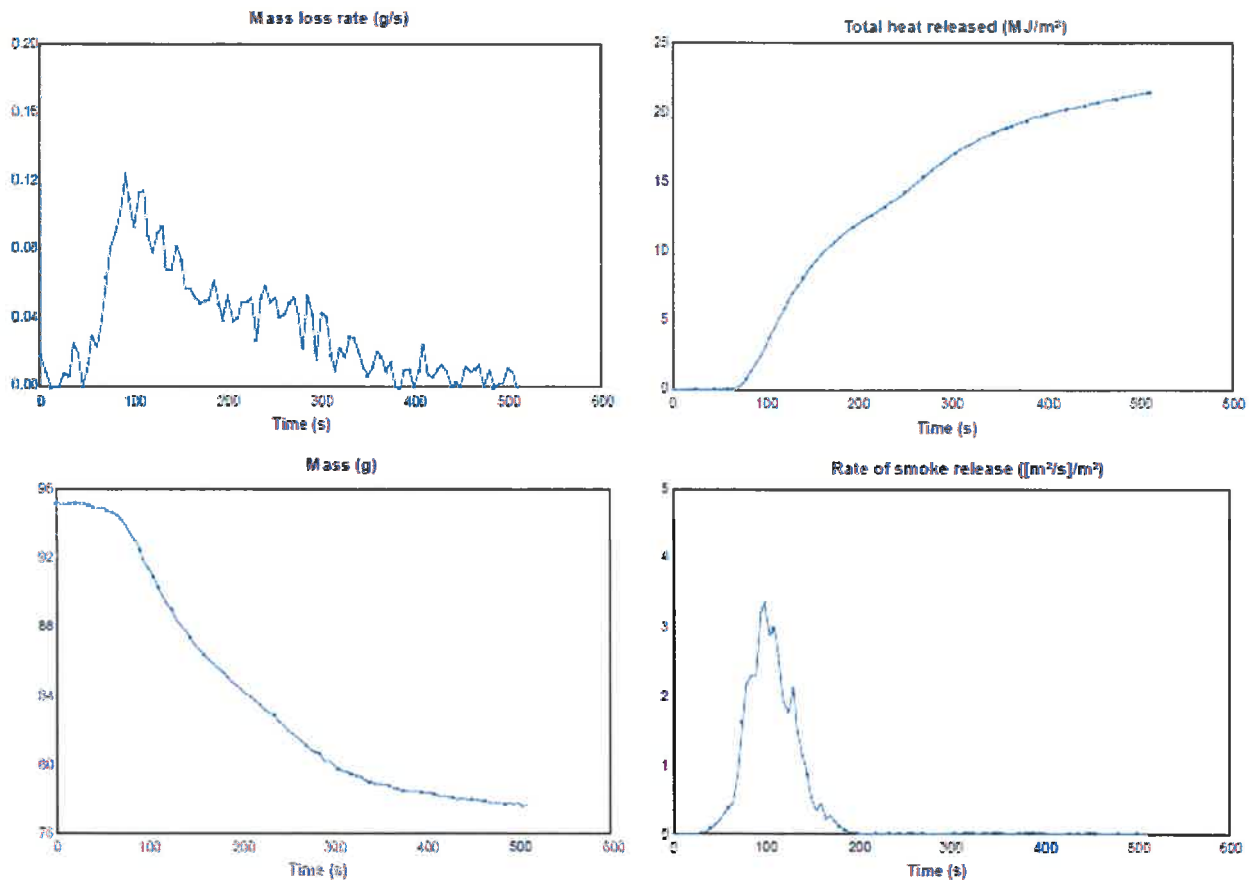 Mass loss rate (g/s)
0.20
0.16
0.12
0.08
0.04
0.00
0 100 200 300 400 500 600
Time (s)
Total heat released (MJ/m²)
25
20
15
10
5
0
0 100 200 300 400 500 600
Time (s)
Mass (g)
96
92
88
84
80
76
0 100 200 300 400 500 600
Time (s)
Rate of smoke release ([m²/s]/m²)
5
4
3
2
1
0
0 100 200 300 400 500 600
Time (s)